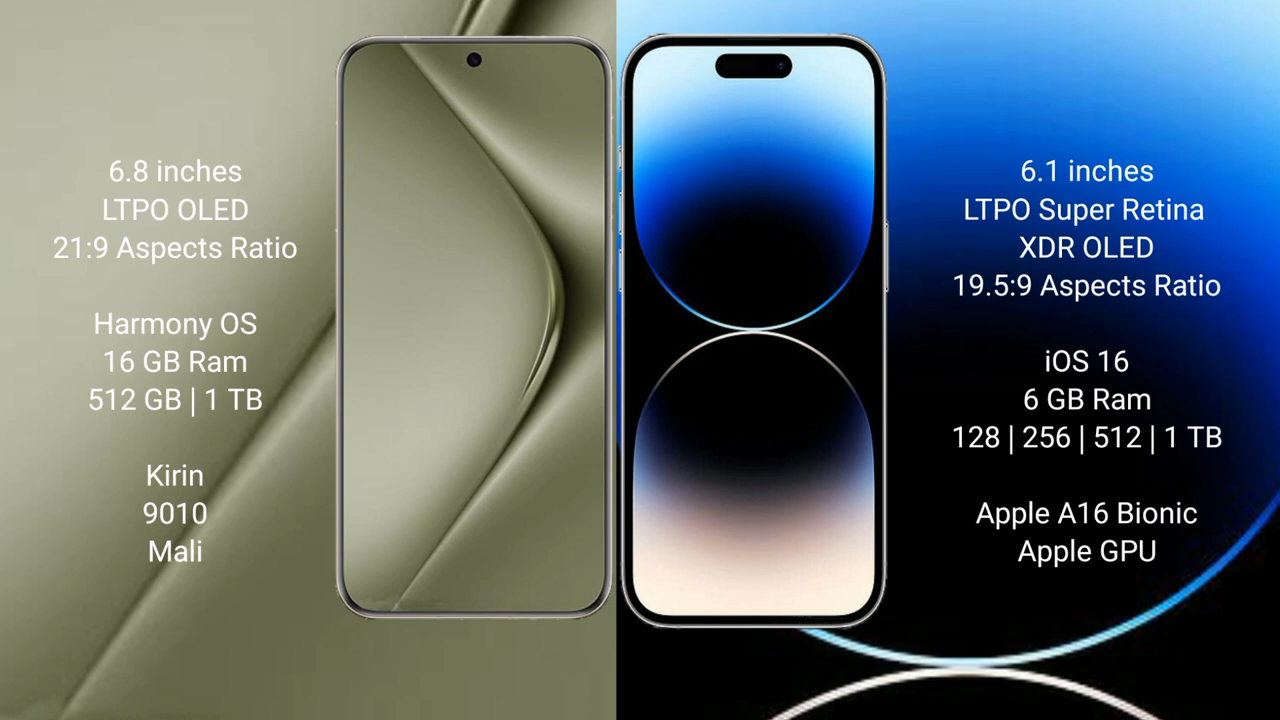 6.8 inches
LTPO OLED
21:9 Aspects Ratio
Harmony OS
16 GB Ram
512 GB | 1 TB
Kirin
9010
Mali
6.1 inches
LTPO Super Retina
XDR OLED
19.5:9 Aspects Ratio
iOS 16
6 GB Ram
128 | 256 | 512 | 1 TB
Apple A16 Bionic
Apple GPU